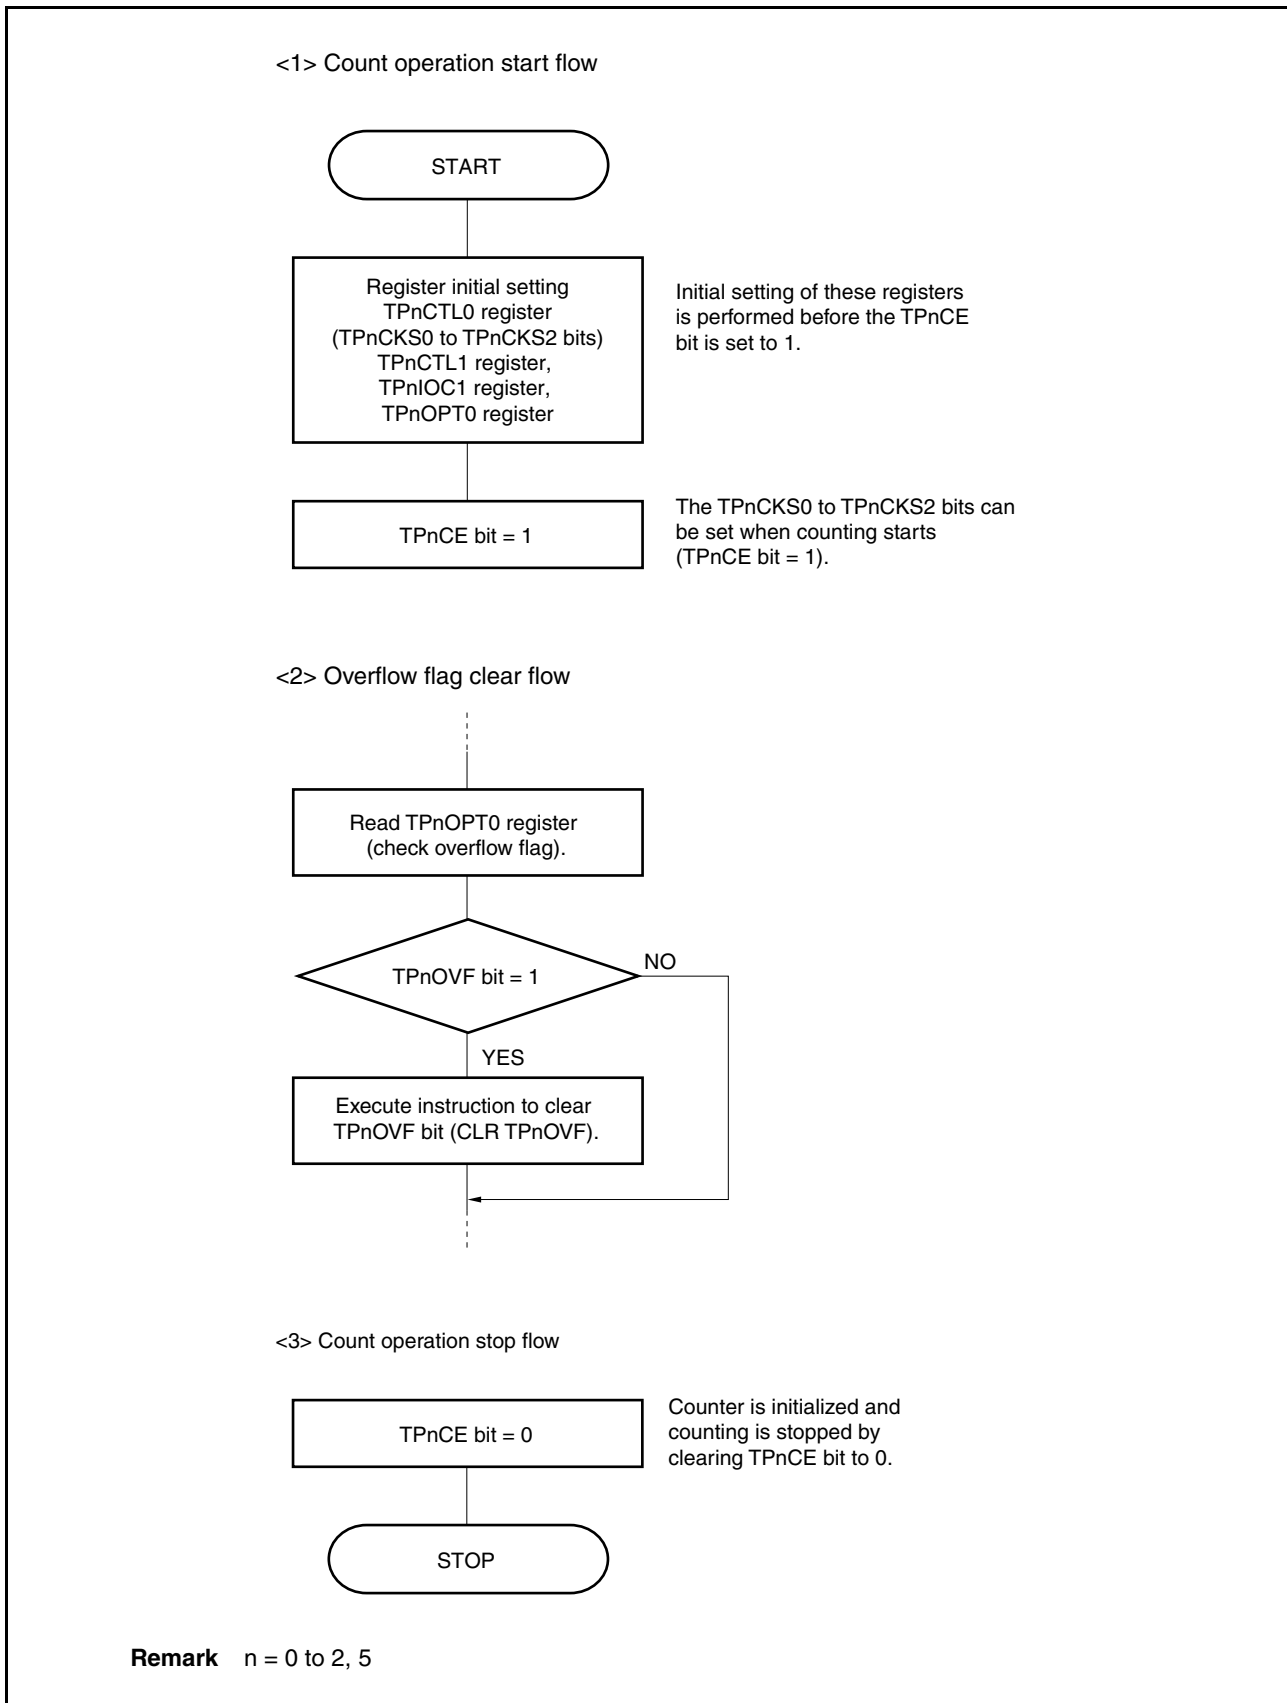 <1> Count operation start flow
START
Register initial setting
TPnCTL0 register
(TPnCKS0 to TPnCKS2 bits)
TPnCTL1 register,
TPnIOC1 register,
TPnOPT0 register
Initial setting of these registers
is performed before the TPnCE
bit is set to 1.
TPnCE bit = 1
The TPnCKS0 to TPnCKS2 bits can
be set when counting starts
(TPnCE bit = 1).
<2> Overflow flag clear flow
Read TPnOPT0 register
(check overflow flag).
TPnOVF bit = 1
NO
YES
Execute instruction to clear
TPnOVF bit (CLR TPnOVF).
<3> Count operation stop flow
TPnCE bit = 0
Counter is initialized and
counting is stopped by
clearing TPnCE bit to 0.
STOP
Remark n = 0 to 2, 5